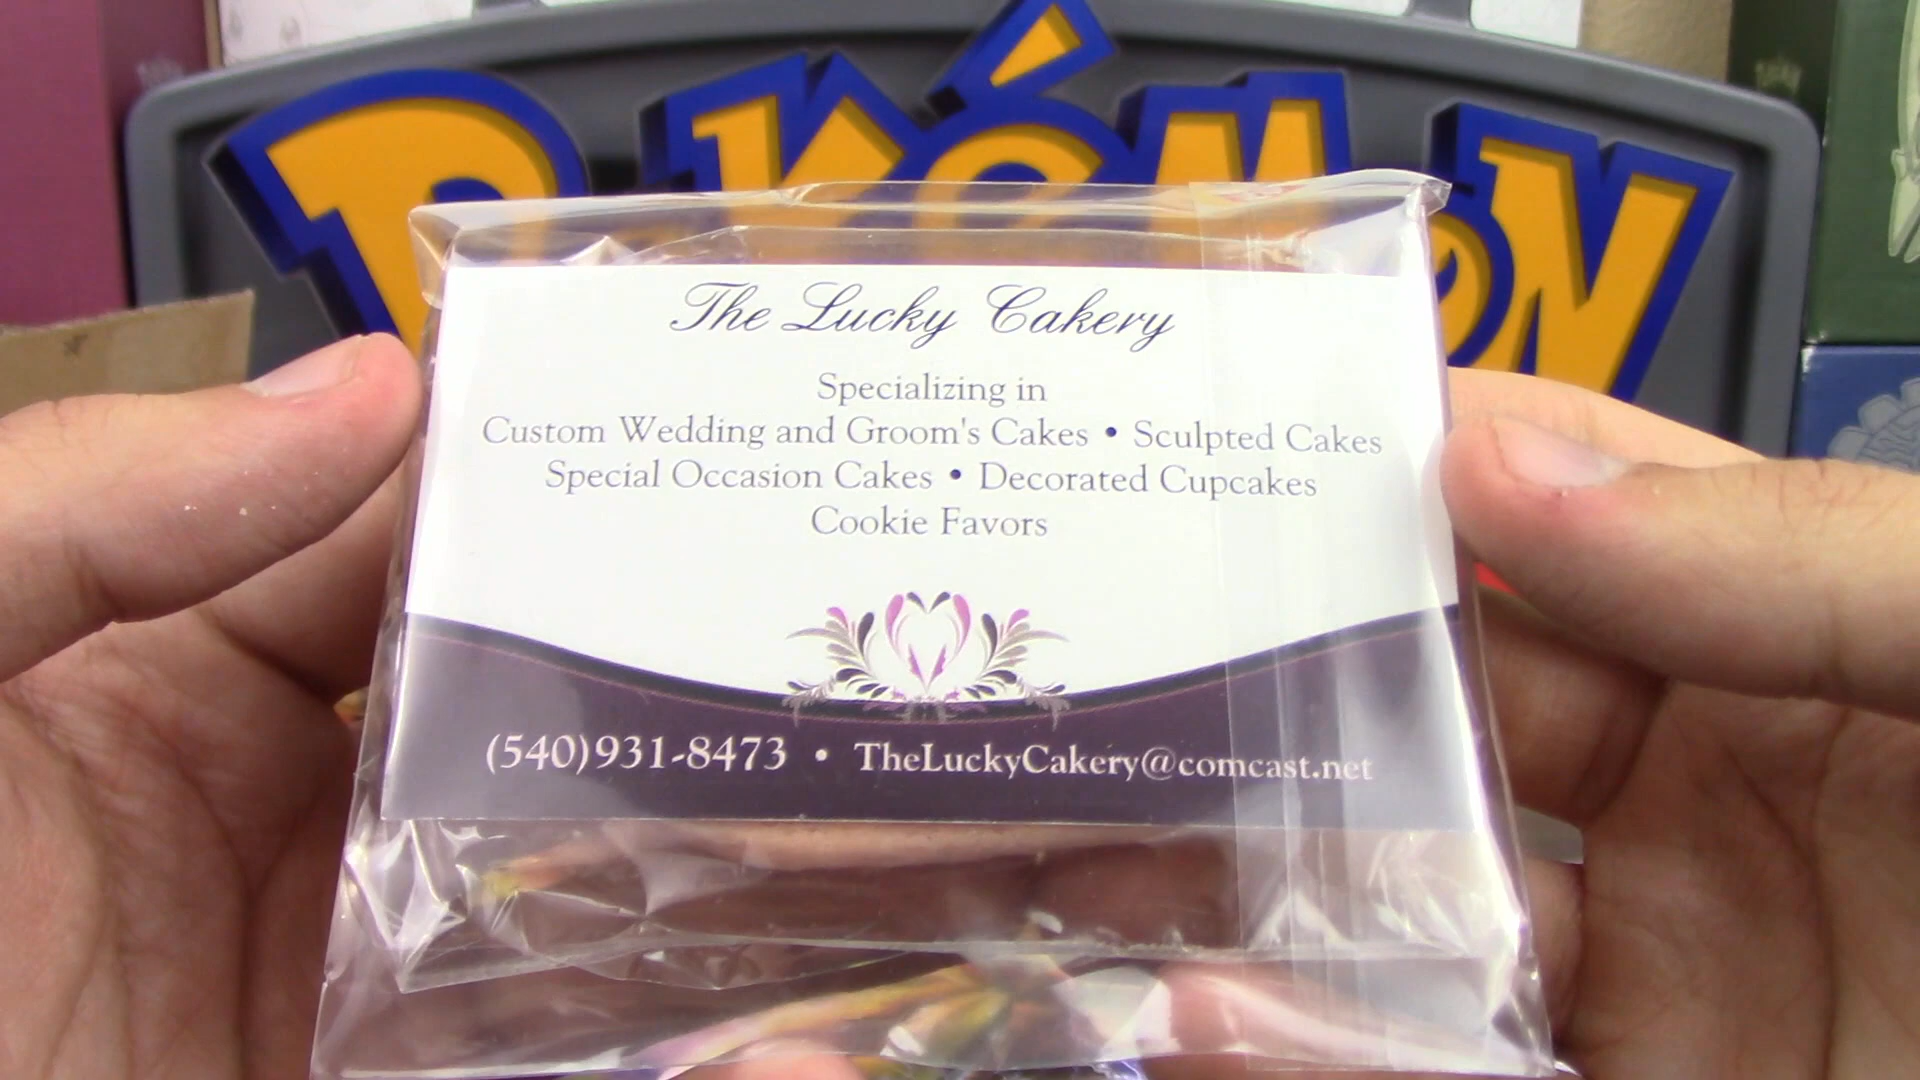 POKÉMON
The Lucky Cakery
Specializing in
Custom Wedding and Groom's Cakes • Sculpted Cakes
Special Occasion Cakes • Decorated Cupcakes
Cookie Favors
(540)931-8473 • TheLuckyCakery@comcast.net